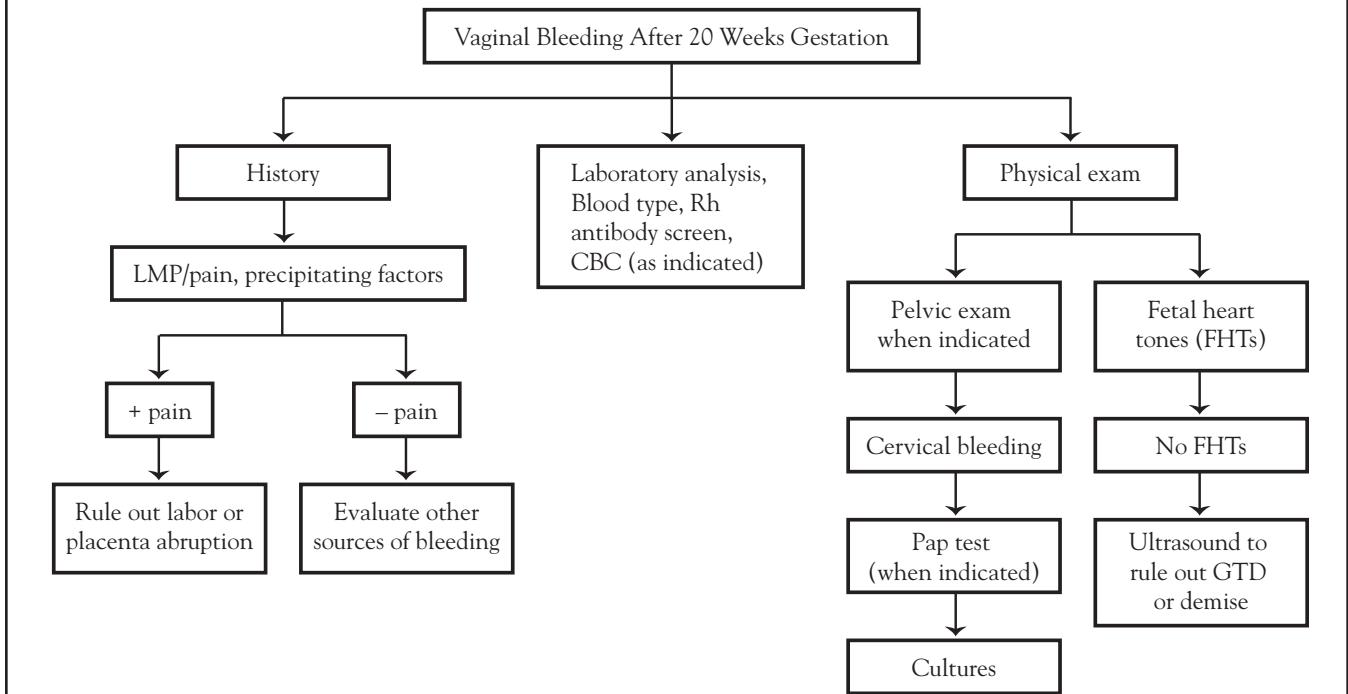 Vaginal Bleeding After 20 Weeks Gestation
History
LMP/pain, precipitating factors
+ pain
– pain
Rule out labor or
placenta abruption
Evaluate other
sources of bleeding
Laboratory analysis,
Blood type, Rh
antibody screen,
CBC (as indicated)
Physical exam
Pelvic exam
when indicated
Cervical bleeding
Pap test
(when indicated)
Cultures
Fetal heart
tones (FHTs)
No FHTs
Ultrasound to
rule out GTD
or demise